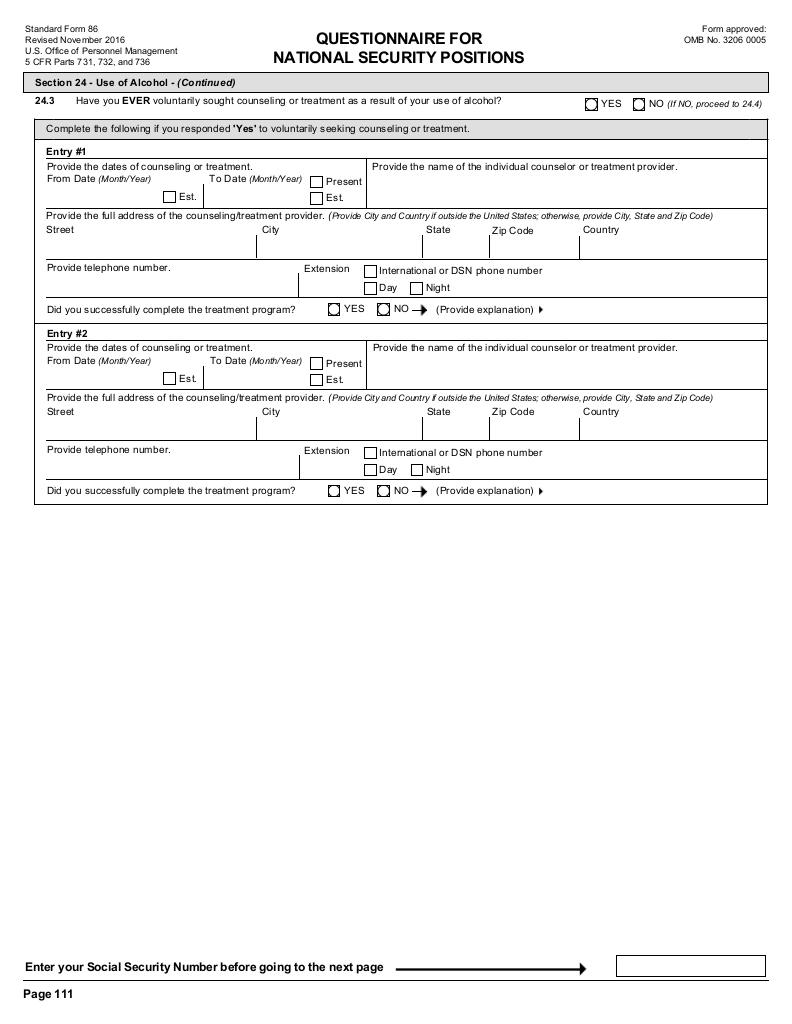 Standard Form 86
Revised November 2016
U.S. Office of Personnel Management
5 CFR Parts 731, 732, and 736
QUESTIONNAIRE FOR
NATIONAL SECURITY POSITIONS
Form approved:
OMB No. 3206 0005
Section 24 - Use of Alcohol - (Continued)
24.3 Have you EVER voluntarily sought counseling or treatment as a result of your use of alcohol? YES NO (If NO, proceed to 24.4)
Complete the following if you responded 'Yes' to voluntarily seeking counseling or treatment.
Entry #1
Provide the dates of counseling or treatment. Provide the name of the individual counselor or treatment provider.
From Date (Month/Year) To Date (Month/Year) Present
Est. Est.
Provide the full address of the counseling/treatment provider. (Provide City and Country if outside the United States; otherwise, provide City, State and Zip Code)
Street City State Zip Code Country
Provide telephone number. Extension International or DSN phone number
Day Night
Did you successfully complete the treatment program? YES NO (Provide explanation)
Entry #2
Provide the dates of counseling or treatment. Provide the name of the individual counselor or treatment provider.
From Date (Month/Year) To Date (Month/Year) Present
Est. Est.
Provide the full address of the counseling/treatment provider. (Provide City and Country if outside the United States; otherwise, provide City, State and Zip Code)
Street City State Zip Code Country
Provide telephone number. Extension International or DSN phone number
Day Night
Did you successfully complete the treatment program? YES NO (Provide explanation)
Enter your Social Security Number before going to the next page
Page 111